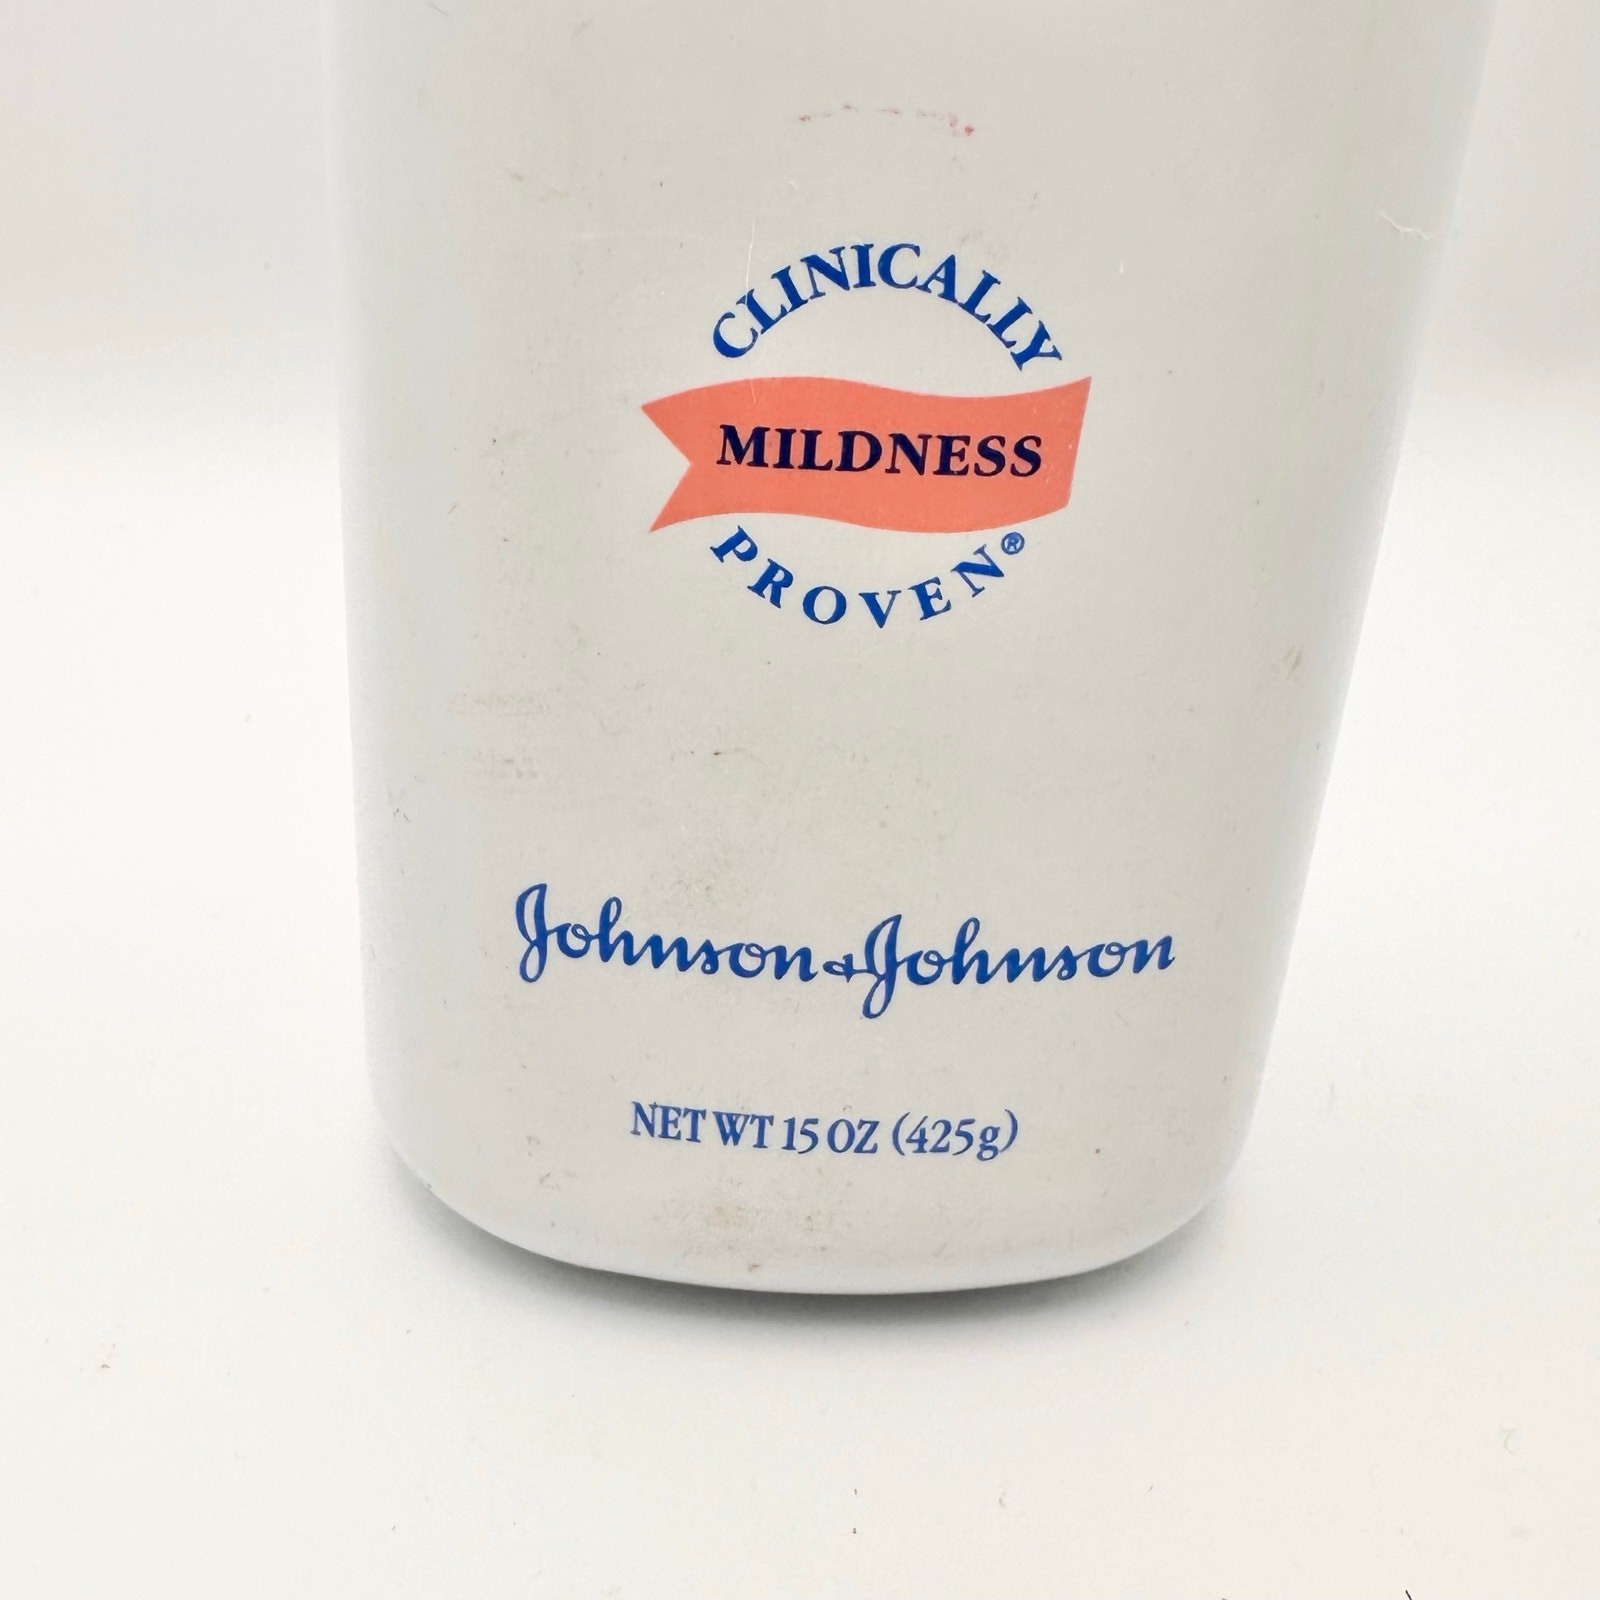 CLINICALLY
MILDNESS
PROVEN®
Johnson & Johnson
NET WT 15 OZ (425g)